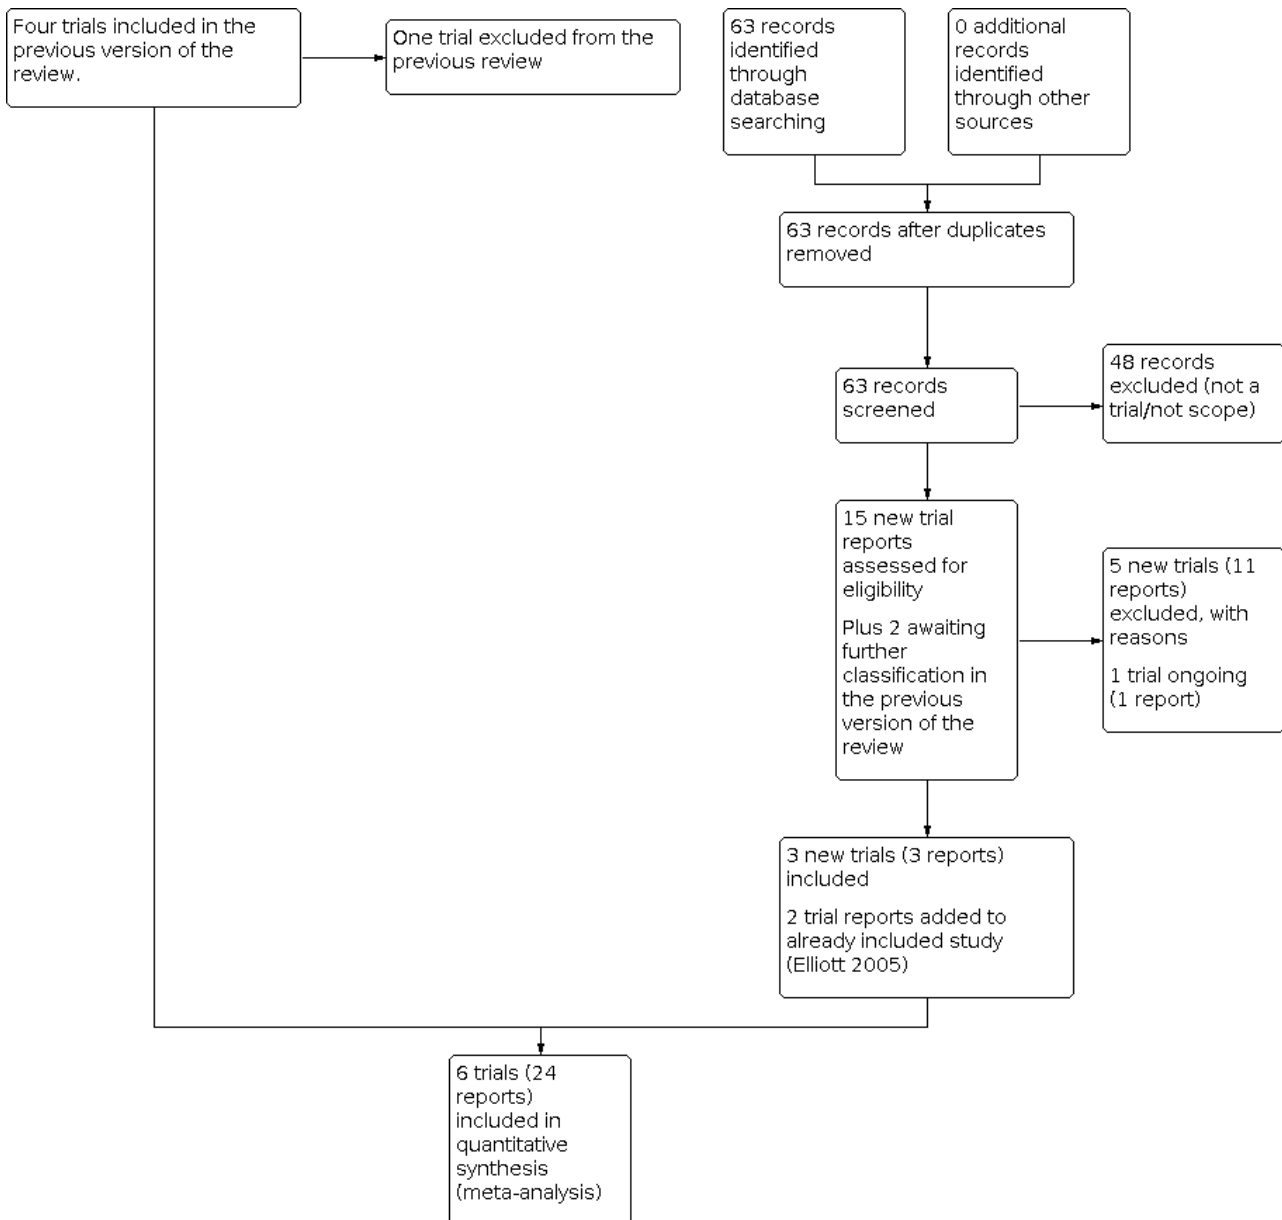 Four trials included in the
previous version of the
review.
One trial excluded from the
previous review
63 records
identified
through
database
searching
0 additional
records
identified
through other
sources
63 records after duplicates
removed
63 records
screened
48 records
excluded (not a
trial/not scope)
15 new trial
reports
assessed for
eligibility
Plus 2 awaiting
further
classification in
the previous
version of the
review
5 new trials (11
reports)
excluded, with
reasons
1 trial ongoing
(1 report)
3 new trials (3 reports)
included
2 trial reports added to
already included study
(Elliott 2005)
6 trials (24
reports)
included in
quantitative
synthesis
(meta-analysis)